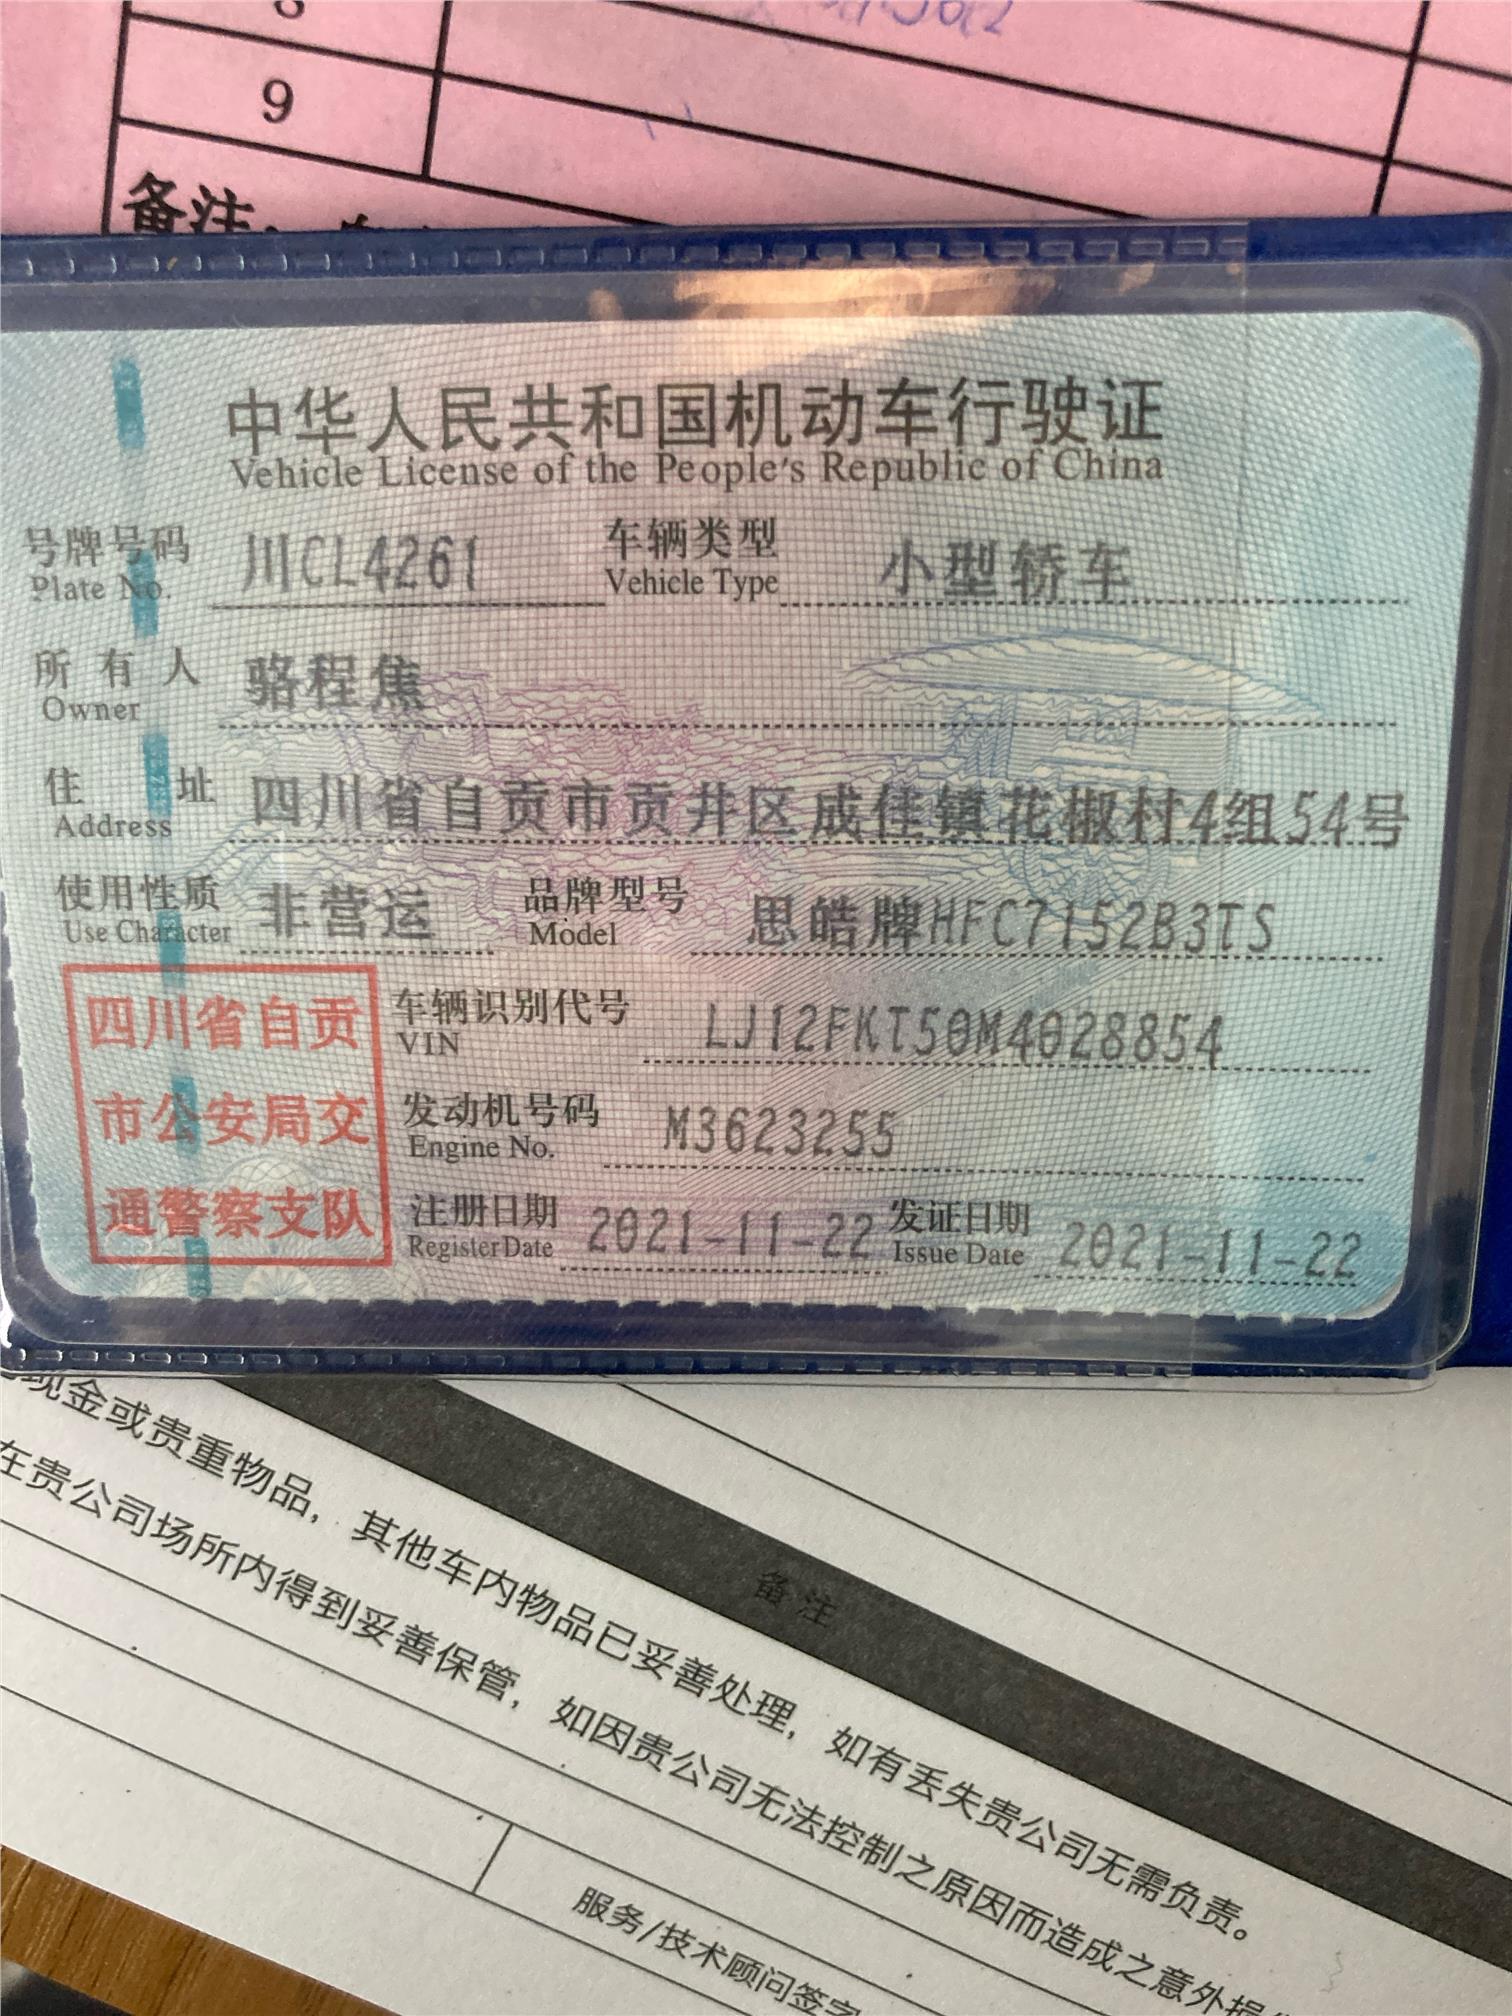 9
备注:
中华人民共和国机动车行驶证
Vehicle License of the People's Republic of China
号牌号码 川CL4261 车辆类型 小型轿车
Plate No. Vehicle Type
所有人 骆程焦
Owner
住址 四川省自贡市贡井区成佳镇花椒村4组54号
Address
使用性质 非营运 品牌型号 思皓牌HFC7152B3TS
Use Character Model
四川省自贡
市公安局交
通警察支队
车辆识别代号 LJ12FKT50M4028854
VIN
发动机号码 M3623255
Engine No.
注册日期 2021-11-22 发证日期 2021-11-22
Register Date Issue Date
备注
现金或贵重物品，其他车内物品已妥善处理，如有丢失贵公司无需负责。
在贵公司场所内得到妥善保管，如因贵公司无法控制之原因而造成之意外损
服务/技术顾问签字